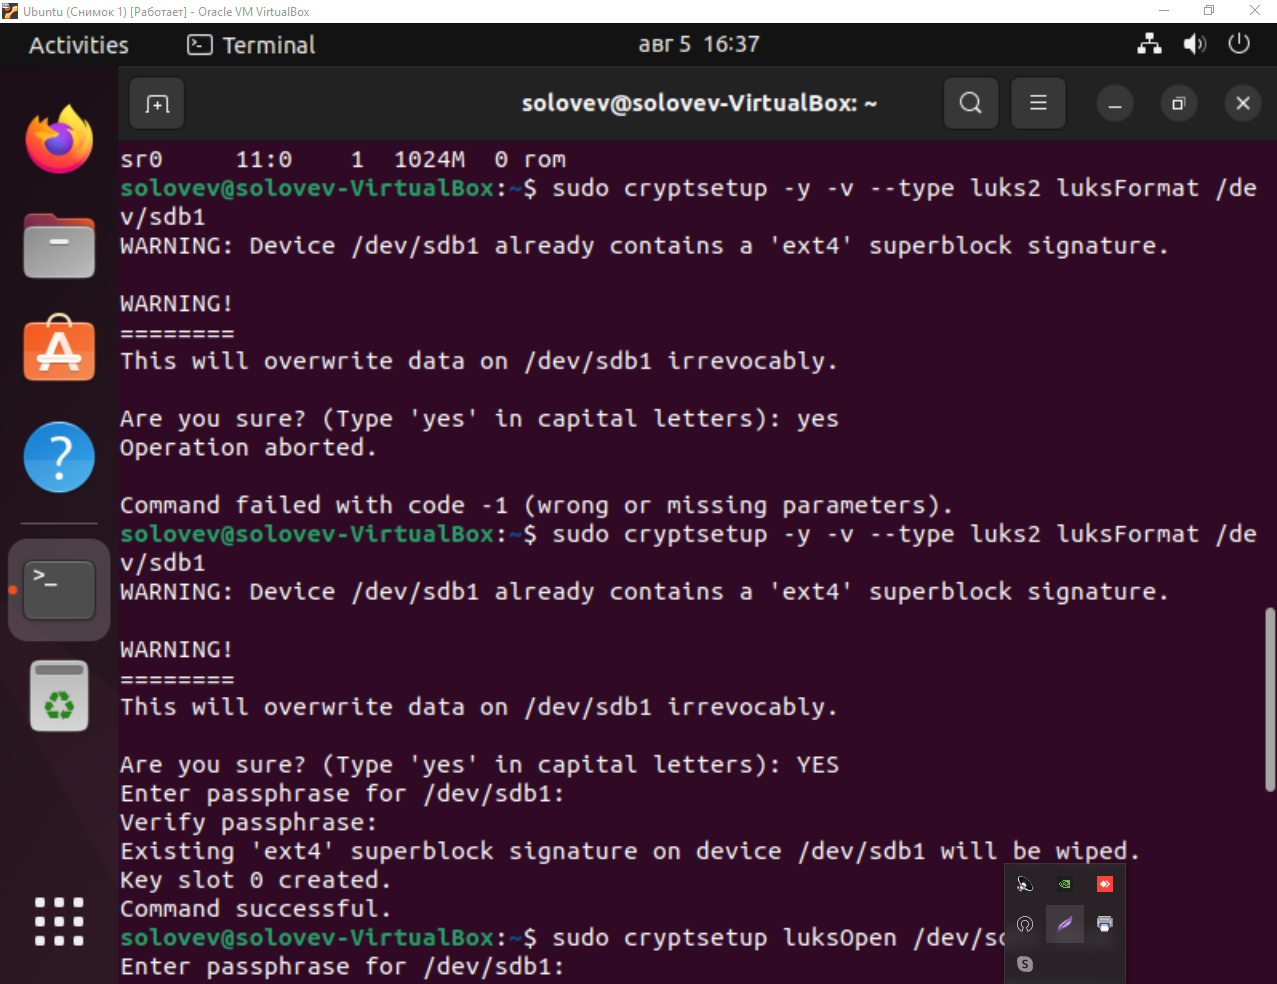 Ubuntu (Снимок 1) [Работает] - Oracle VM VirtualBox
Activities Terminal авг 5 16:37
solovev@solovev-VirtualBox: ~
sr0 11:0 1 1024M 0 rom
solovev@solovev-VirtualBox:~$ sudo cryptsetup -y -v --type luks2 luksFormat /de
v/sdb1
WARNING: Device /dev/sdb1 already contains a 'ext4' superblock signature.
WARNING!
========
This will overwrite data on /dev/sdb1 irrevocably.
Are you sure? (Type 'yes' in capital letters): yes
Operation aborted.
Command failed with code -1 (wrong or missing parameters).
solovev@solovev-VirtualBox:~$ sudo cryptsetup -y -v --type luks2 luksFormat /de
v/sdb1
WARNING: Device /dev/sdb1 already contains a 'ext4' superblock signature.
WARNING!
========
This will overwrite data on /dev/sdb1 irrevocably.
Are you sure? (Type 'yes' in capital letters): YES
Enter passphrase for /dev/sdb1:
Verify passphrase:
Existing 'ext4' superblock signature on device /dev/sdb1 will be wiped.
Key slot 0 created.
Command successful.
solovev@solovev-VirtualBox:~$ sudo cryptsetup luksOpen
Enter passphrase for /dev/sdb1: